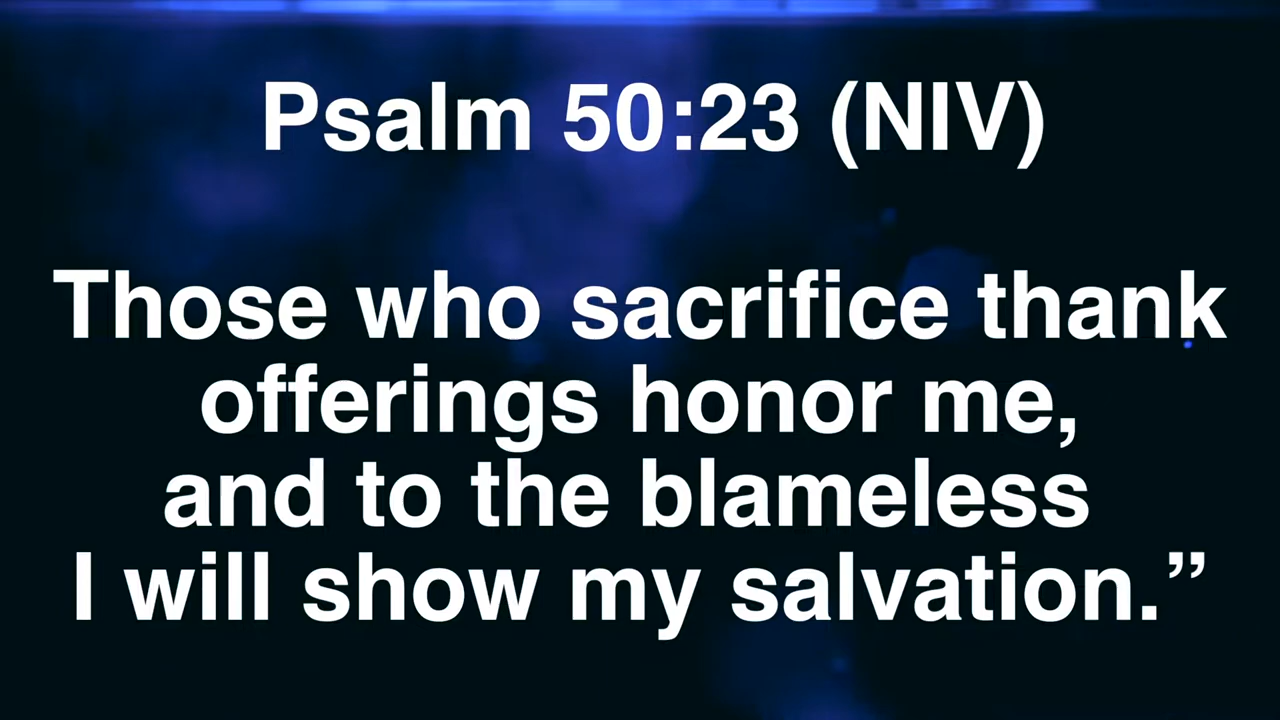 Psalm 50:23 (NIV)
Those who sacrifice thank
offerings honor me,
and to the blameless
I will show my salvation.”